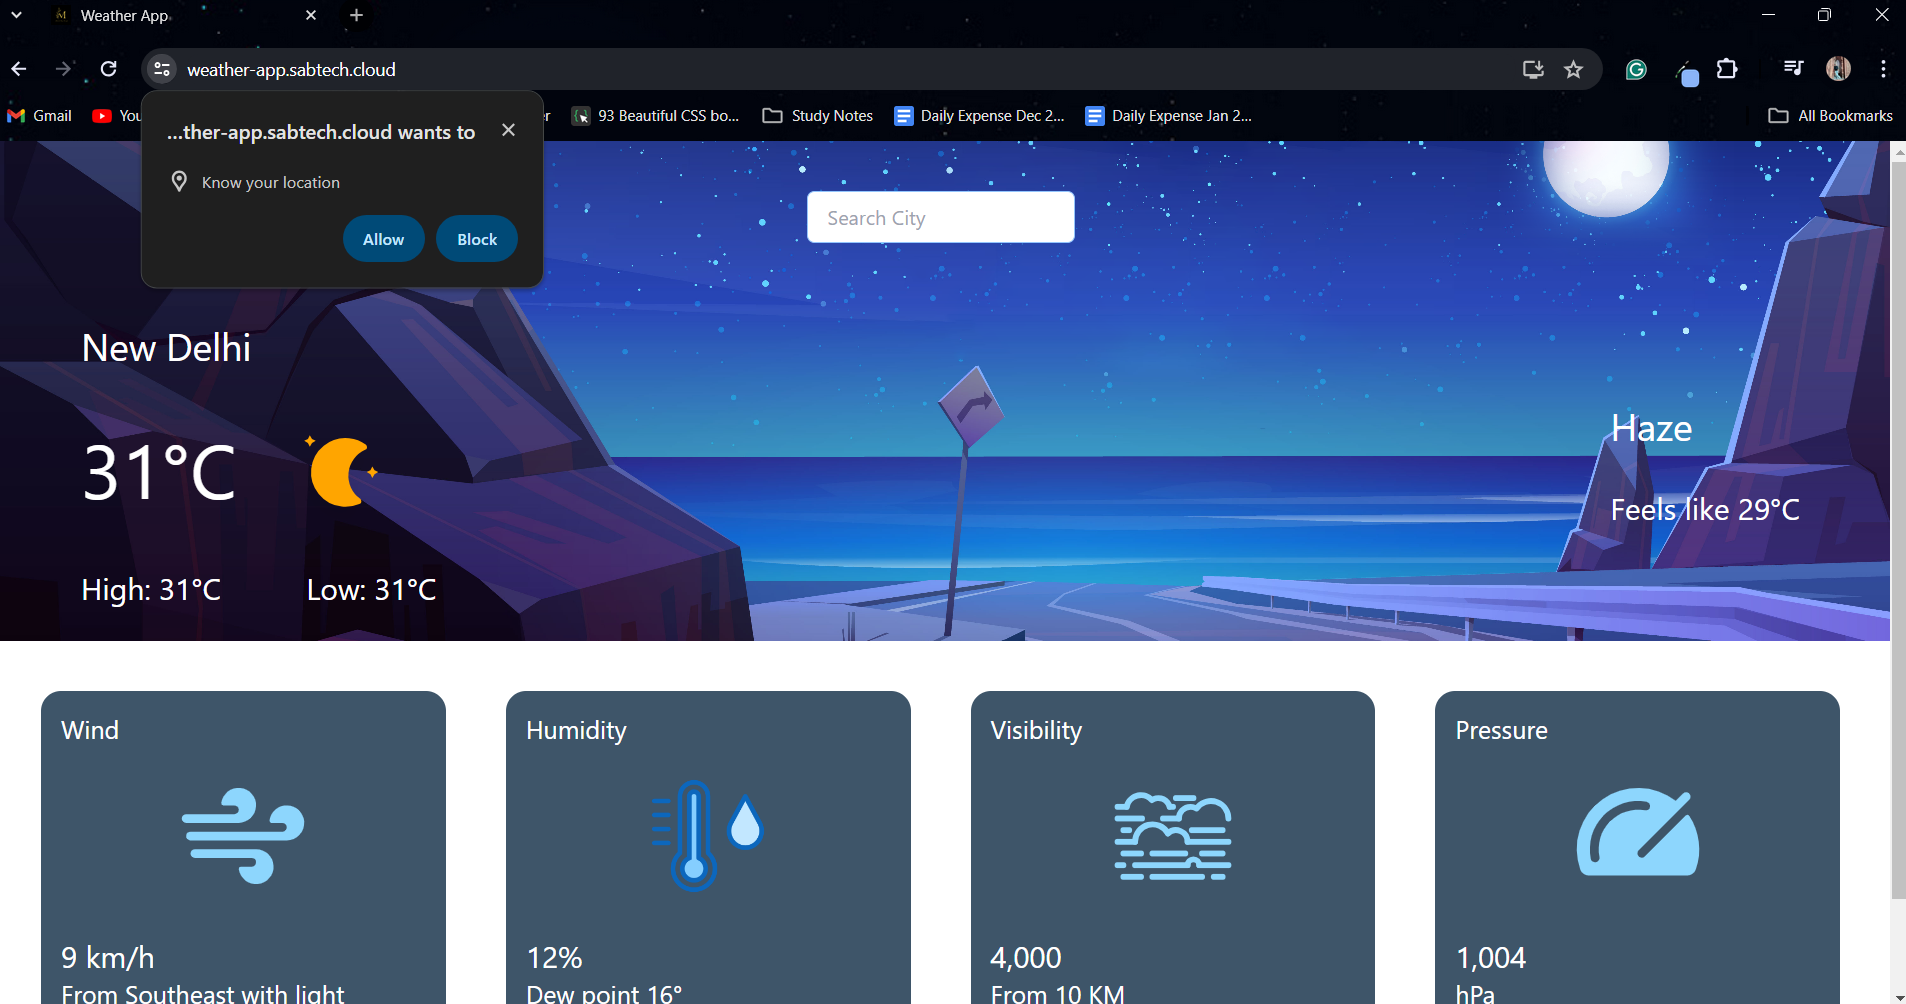 Weather App
weather-app.sabtech.cloud
Gmail
You
er
93 Beautiful CSS bo...
Study Notes
Daily Expense Dec 2...
Daily Expense Jan 2...
All Bookmarks
...ther-app.sabtech.cloud wants to
Know your location
Allow
Block
Search City
New Delhi
31°C
Haze
Feels like 29°C
High: 31°C
Low: 31°C
Wind
Humidity
Visibility
Pressure
9 km/h
12%
4,000
1,004
From Southeast with light
Dew point 16°
From 10 KM
hPa